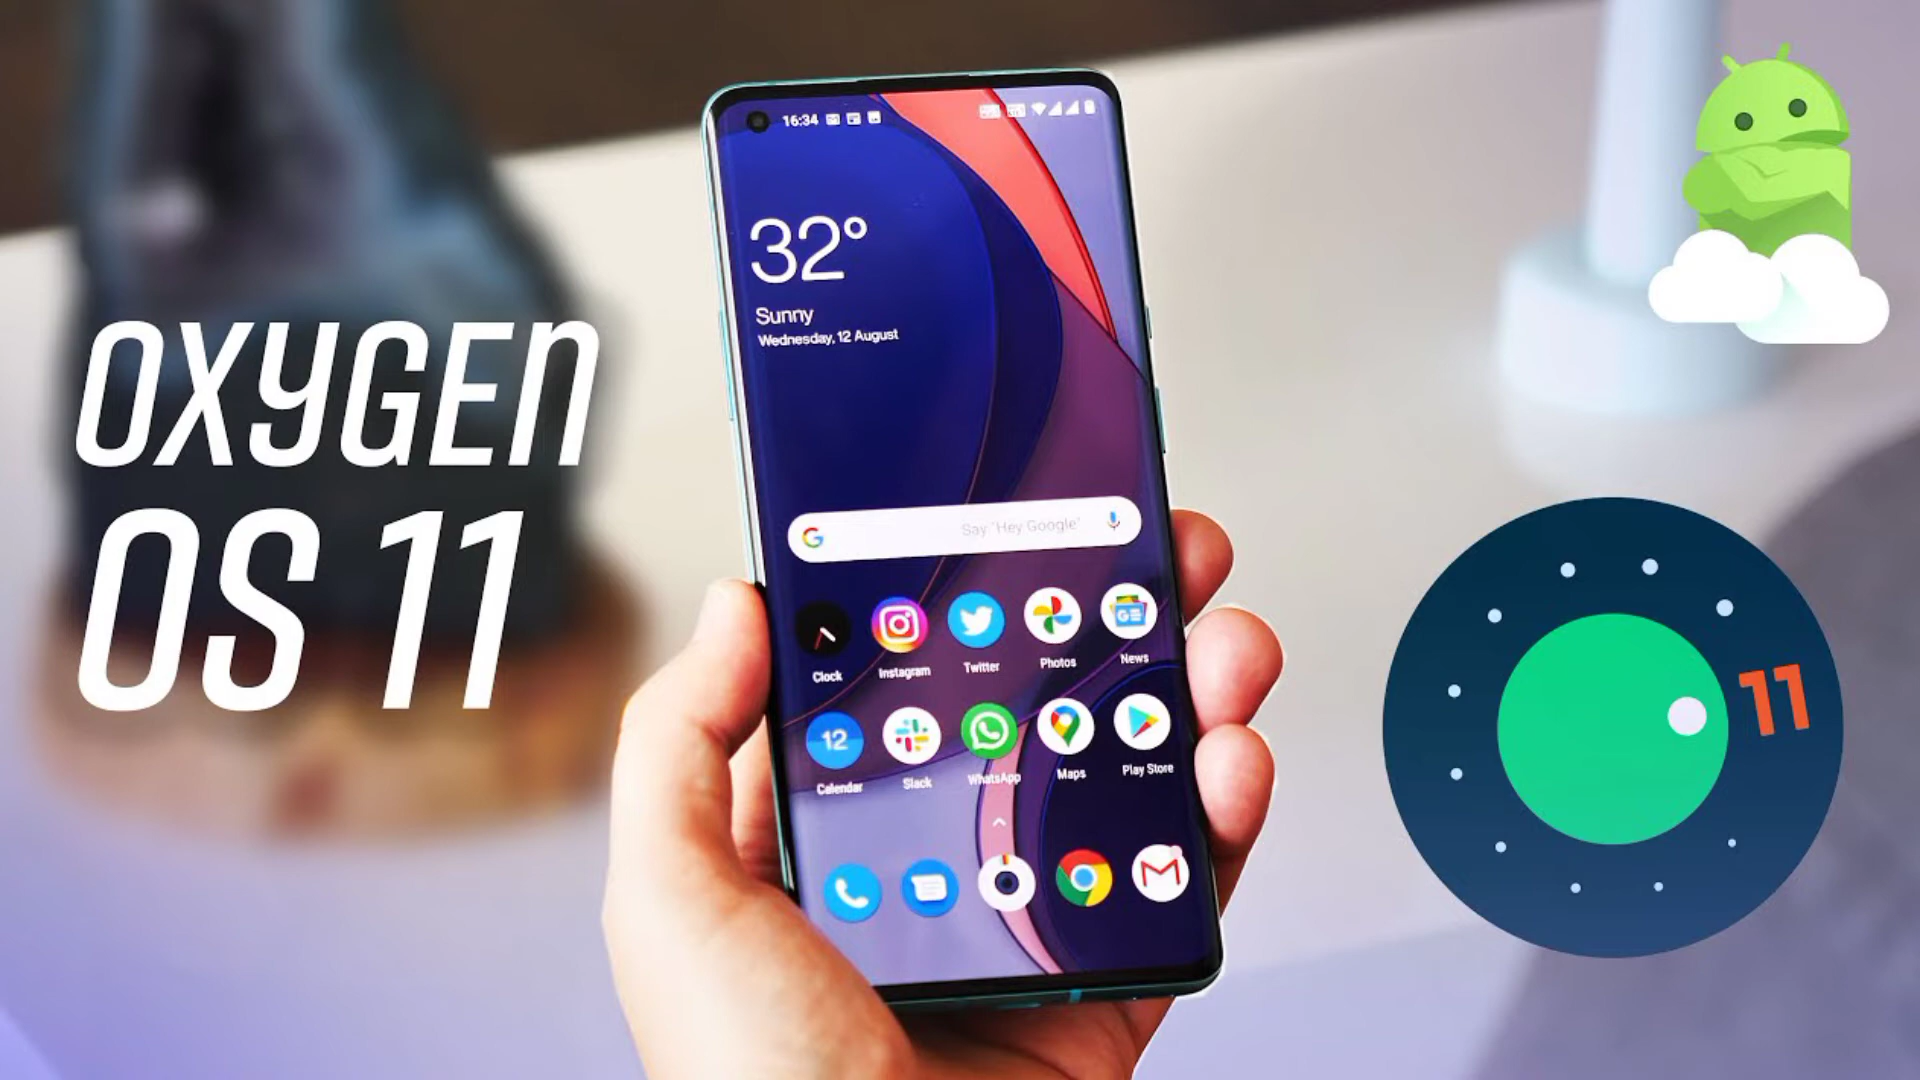 OXYGEN
OS 11
16:34
32°
Sunny
Wednesday, 12 August
G Say "Hey Google"
Clock
Instagram
Twitter
GE
Photos
News
12
Calendar
Slack
WhatsApp
Maps
Play Store
11